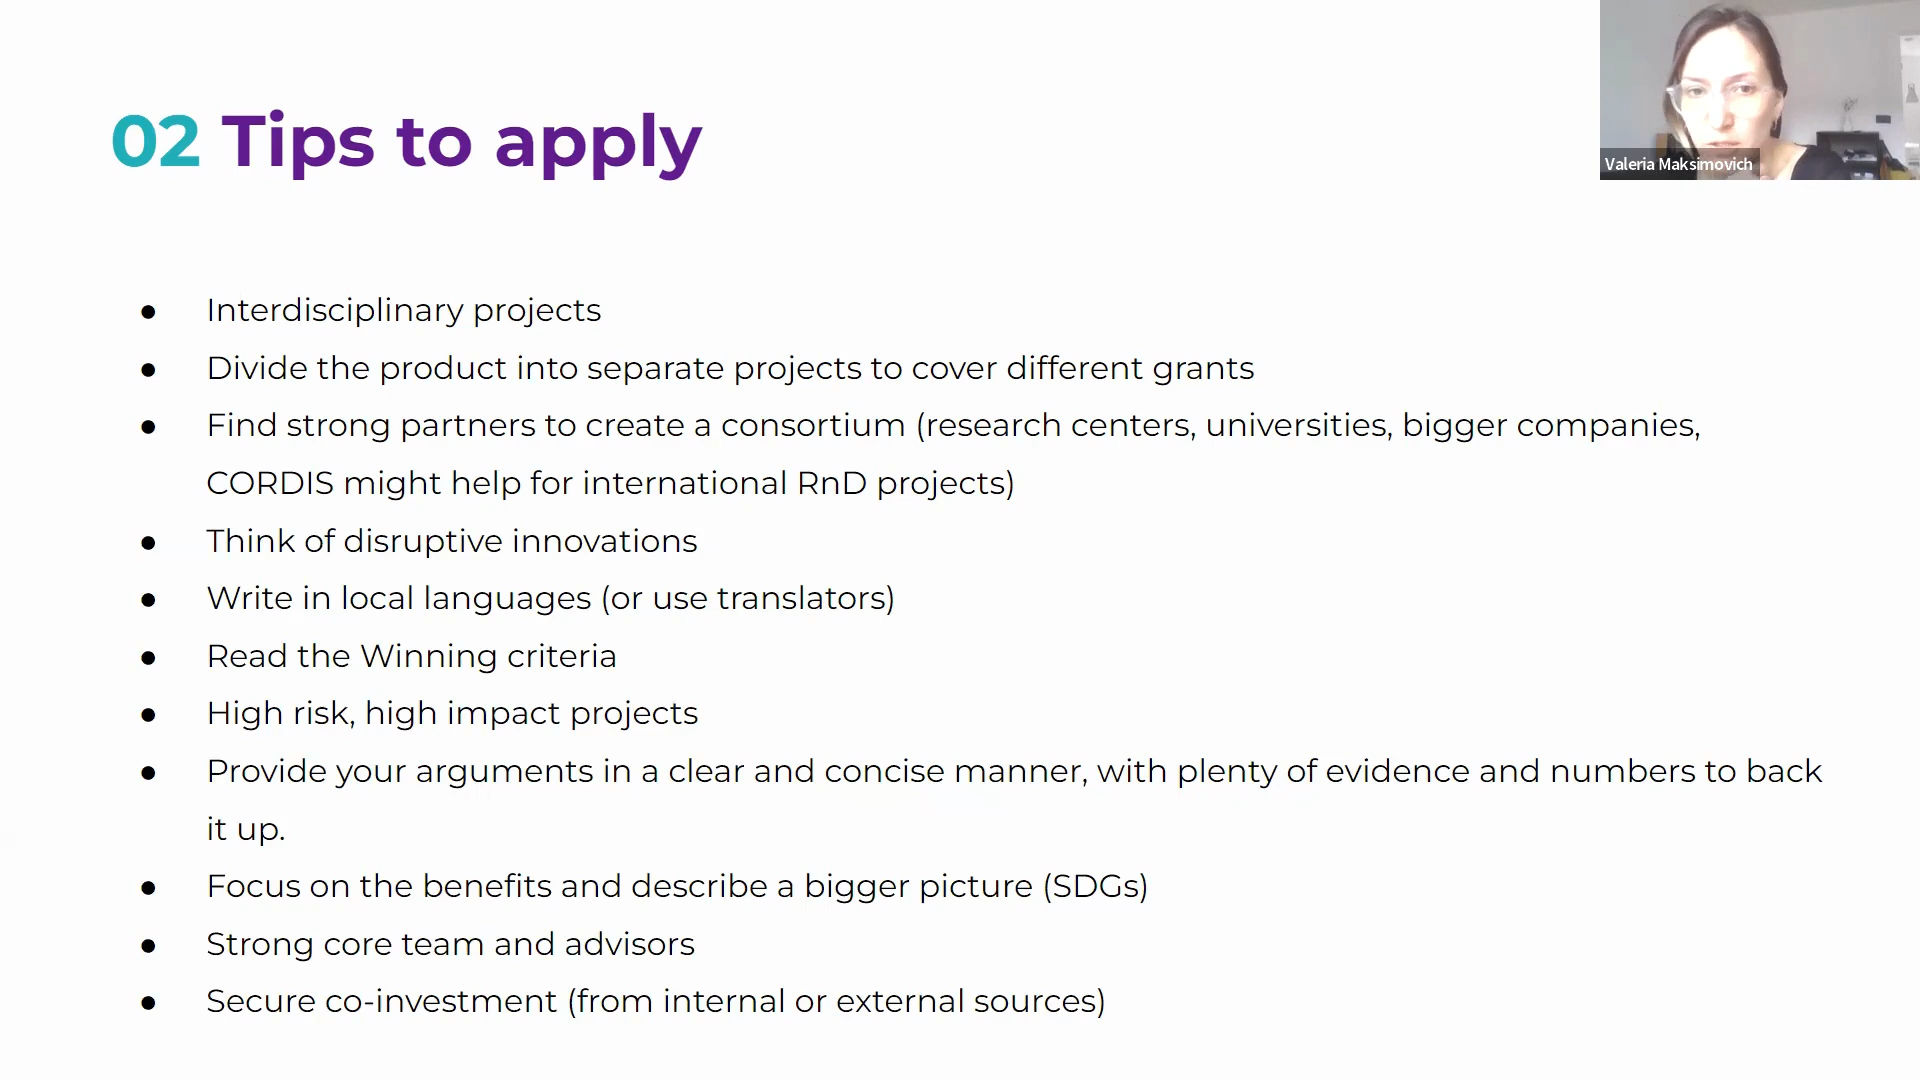 02 Tips to apply
Valeria Maksimovich
● Interdisciplinary projects
● Divide the product into separate projects to cover different grants
● Find strong partners to create a consortium (research centers, universities, bigger companies,
CORDIS might help for international RnD projects)
● Think of disruptive innovations
● Write in local languages (or use translators)
● Read the Winning criteria
● High risk, high impact projects
● Provide your arguments in a clear and concise manner, with plenty of evidence and numbers to back
it up.
● Focus on the benefits and describe a bigger picture (SDGs)
● Strong core team and advisors
● Secure co-investment (from internal or external sources)